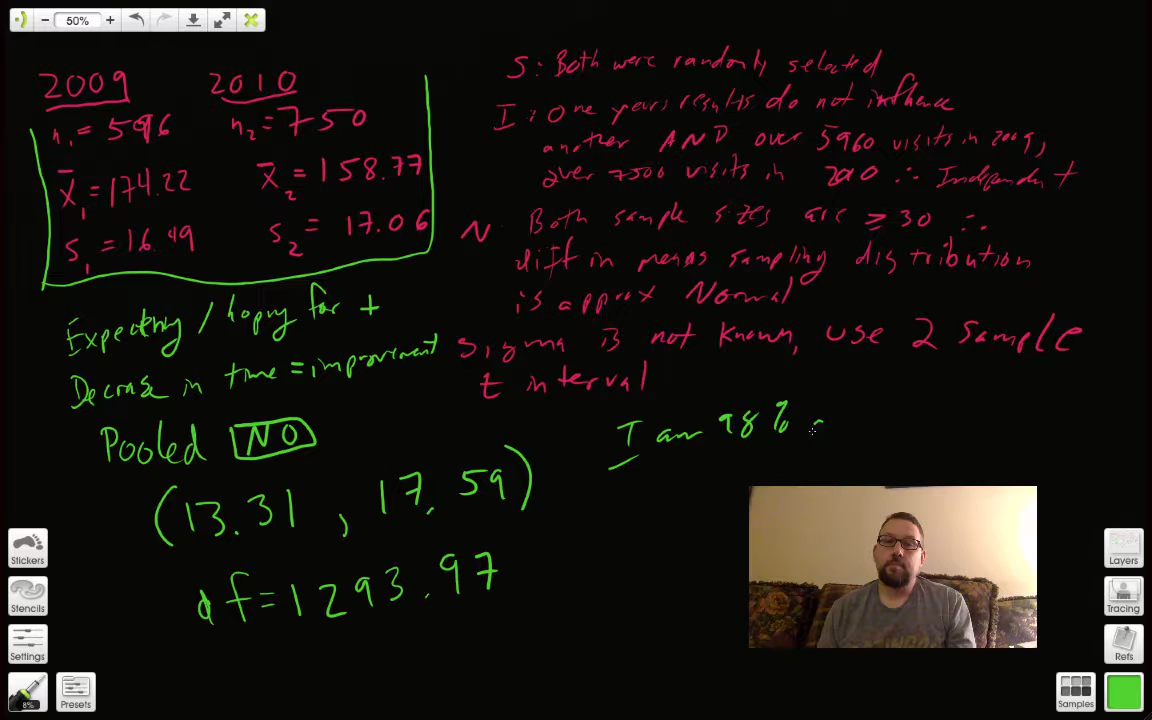 50%
2009 2010
n₁ = 596 n₂ = 750
x̄₁ = 174.22 x̄₂ = 158.77
s₁ = 16.49 s₂ = 17.06
Expecting / hoping for +
Decrease in time = improvement
Pooled NO
(13.31 , 17.59)
df = 1293.97
S: Both were randomly selected
I: One years results do not influence
another AND over 5960 visits in 2009,
over 7500 visits in 2010 ∴ Independent
N Both sample sizes are ≥ 30 ∴
diff in means sampling distribution
is approx Normal
sigma is not known, use 2 sample
t interval
I am 98%
Stickers
Stencils
Settings
8%
Presets
Layers
Tracing
Refs
Samples